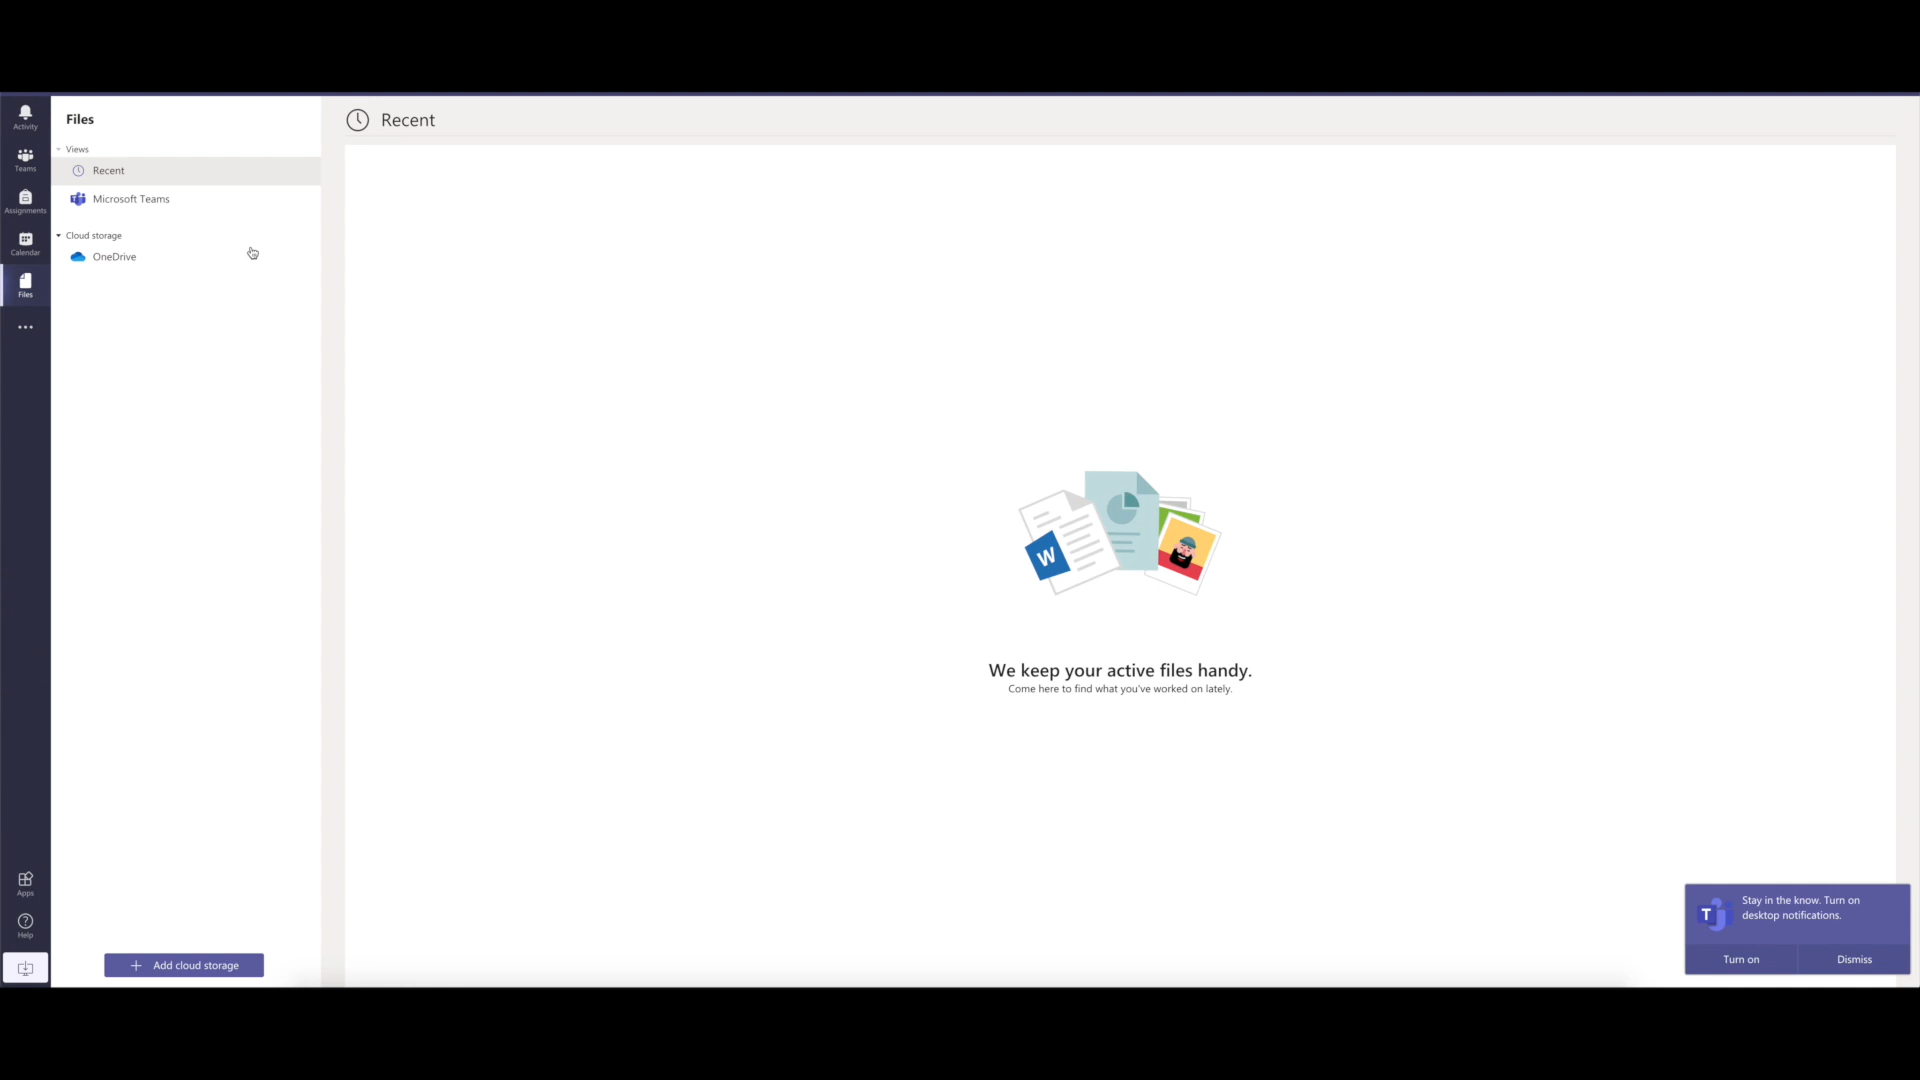 Activity
Teams
Assignments
Calendar
Files
Apps
Help
Files
Views
Recent
Microsoft Teams
Cloud storage
OneDrive
Add cloud storage
Recent
W
We keep your active files handy.
Come here to find what you've worked on lately.
T
Stay in the know. Turn on
desktop notifications.
Turn on
Dismiss